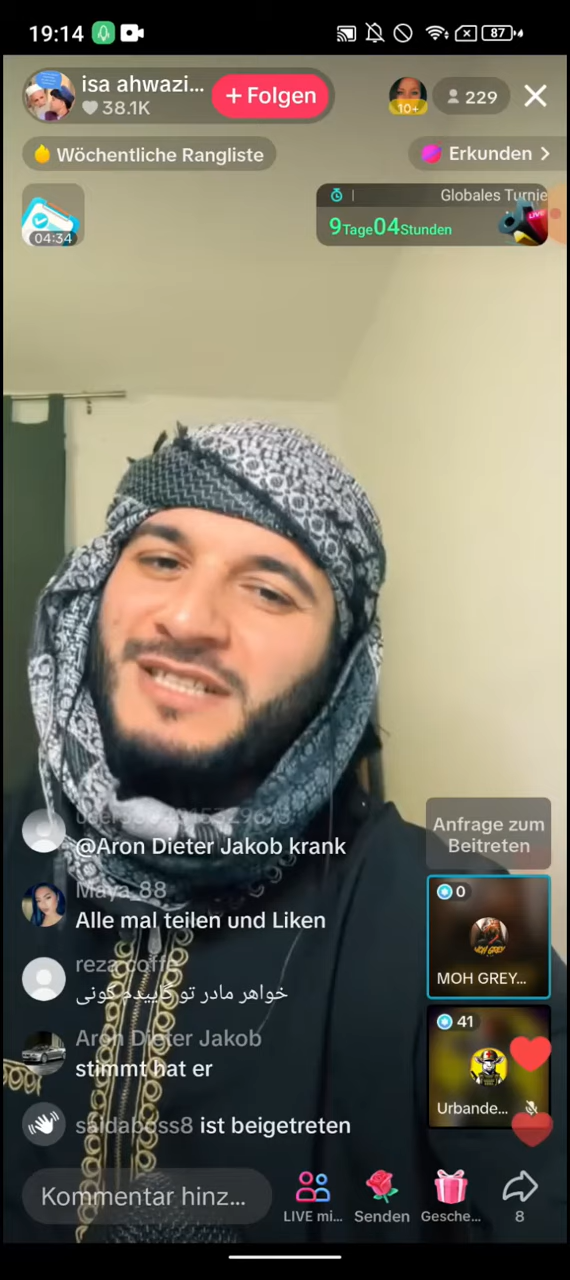 19:14
87
isa ahwazi...
38.1K
+ Folgen
10+
229
Wöchentliche Rangliste
Erkunden >
04:34
Globales Turnie
LIVE
9Tage04Stunden
Anfrage zum
Beitreten
@Aron Dieter Jakob krank
Maya_88
Alle mal teilen und Liken
0
MOH GREY...
reza coffe
خواهر مادر تو گاییدم کونی
Aron Dieter Jakob
stimmt hat er
41
Urbande...
saidaboss8 ist beigetreten
Kommentar hinz...
LIVE mi...
Senden
Gesche...
8